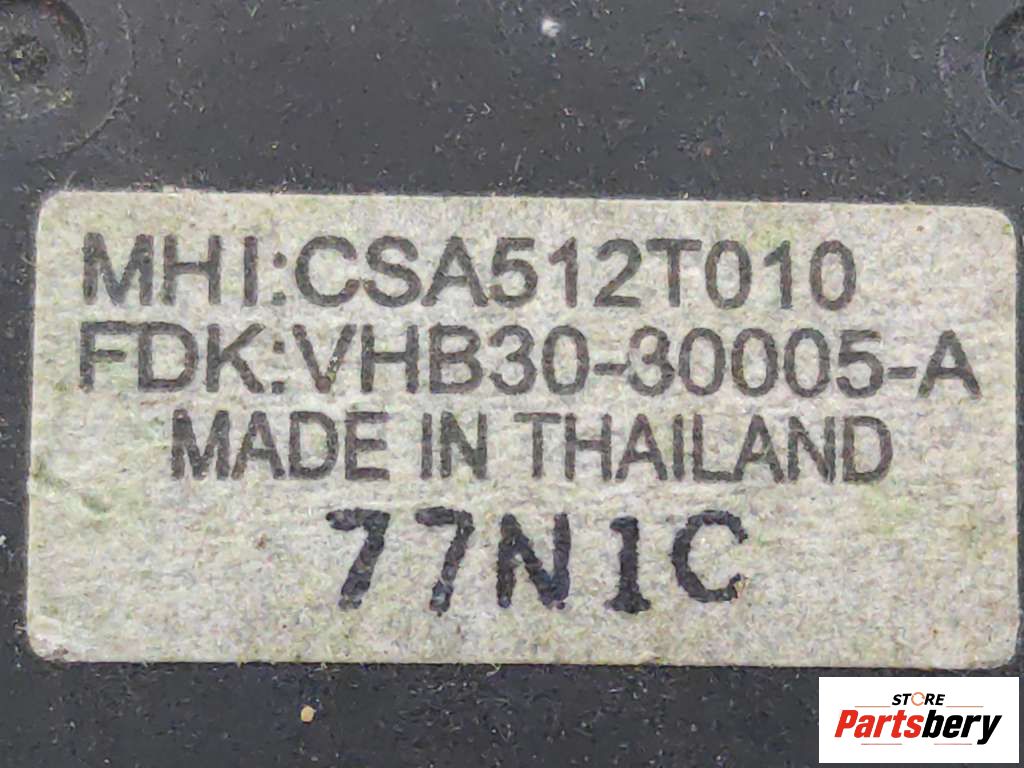 MHI:CSA512T010
FDK:VHB30-30005-A
MADE IN THAILAND
77N1C
STORE
Partsbery